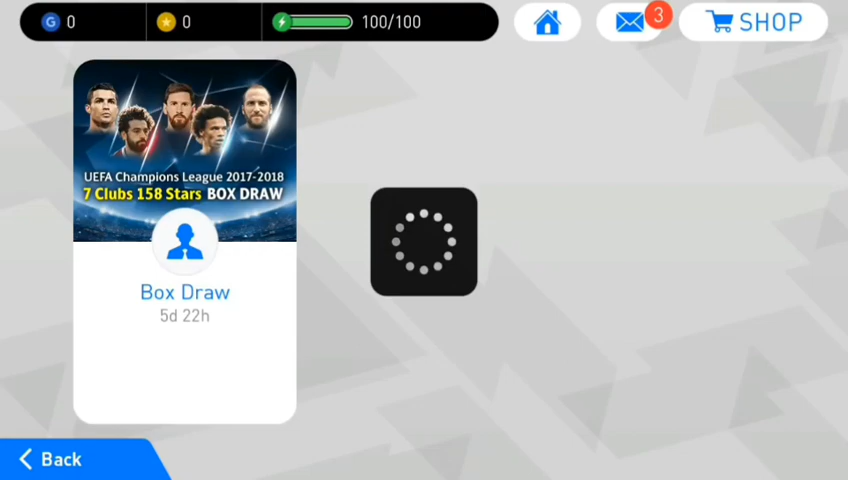 G 0
0
100/100
3
SHOP
UEFA Champions League 2017-2018
7 Clubs 158 Stars BOX DRAW
Box Draw
5d 22h
Back